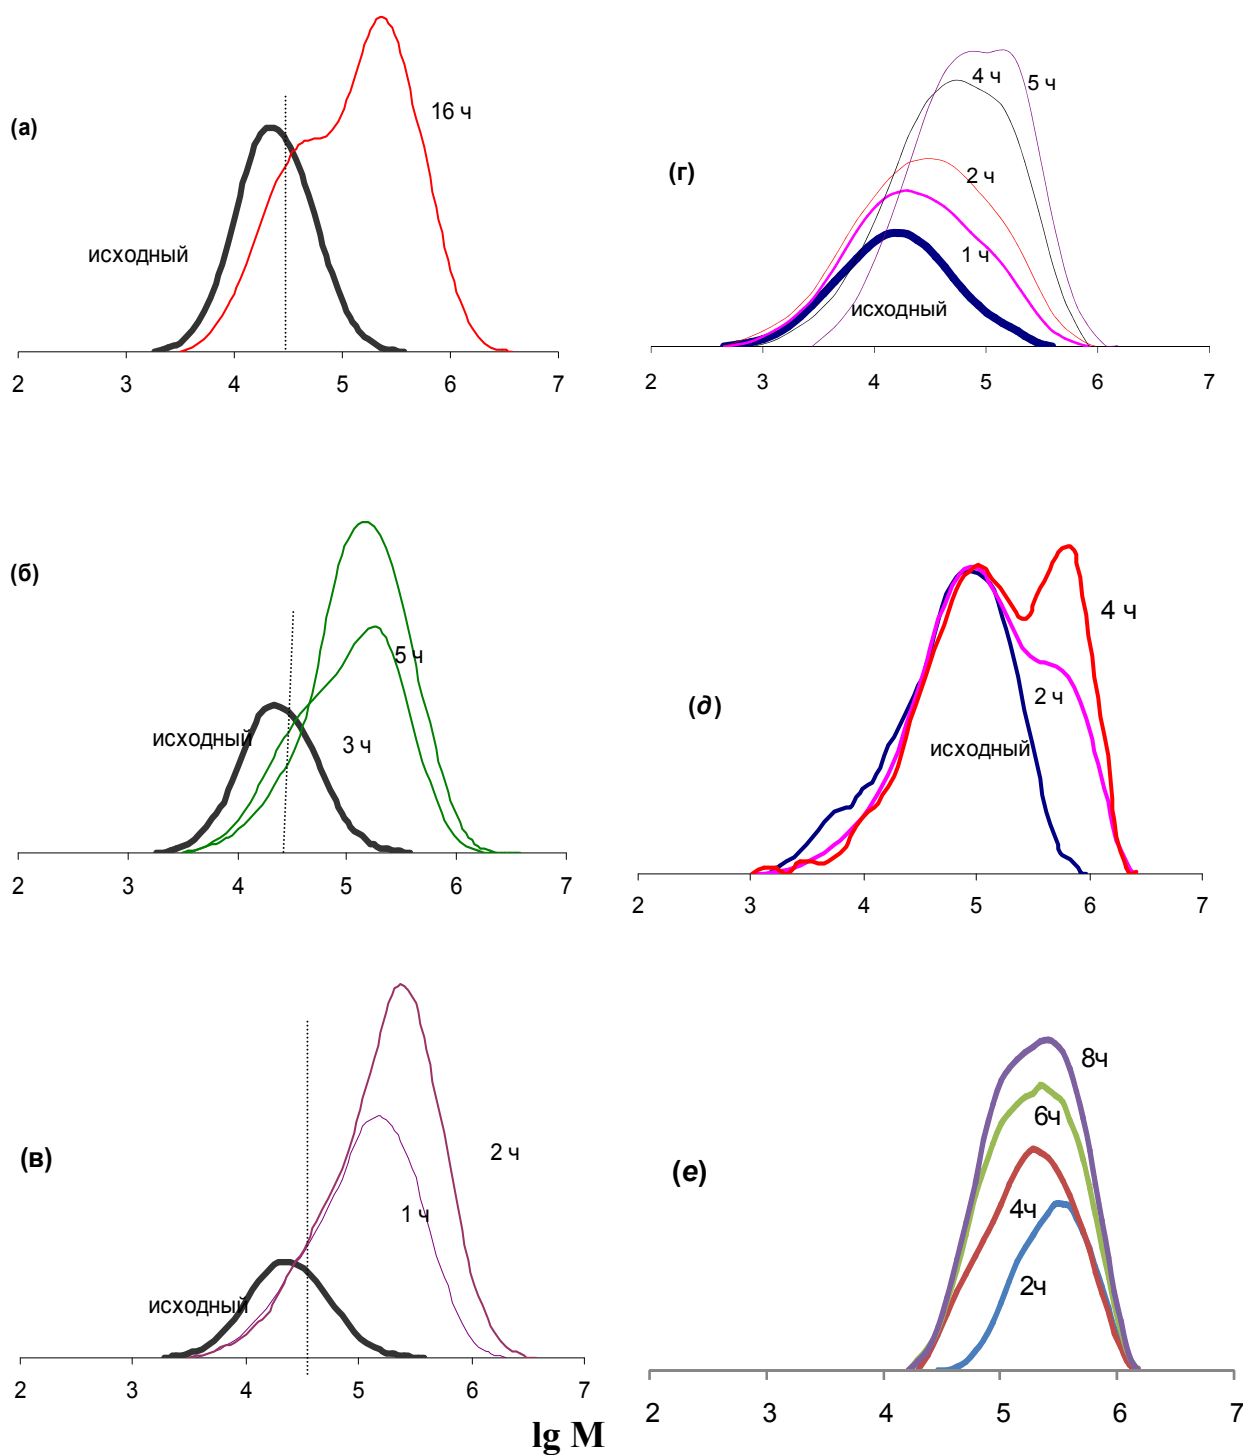 (а)
16 ч
исходный
2 3 4 5 6 7
(г)
4 ч
5 ч
2 ч
1 ч
исходный
2 3 4 5 6 7
(б)
исходный
5 ч
3 ч
2 3 4 5 6 7
(д)
4 ч
2 ч
исходный
2 3 4 5 6 7
(в)
2 ч
1 ч
исходный
2 3 4 5 6 7
(е)
8ч
6ч
4ч
2ч
2 3 4 5 6 7
lg M